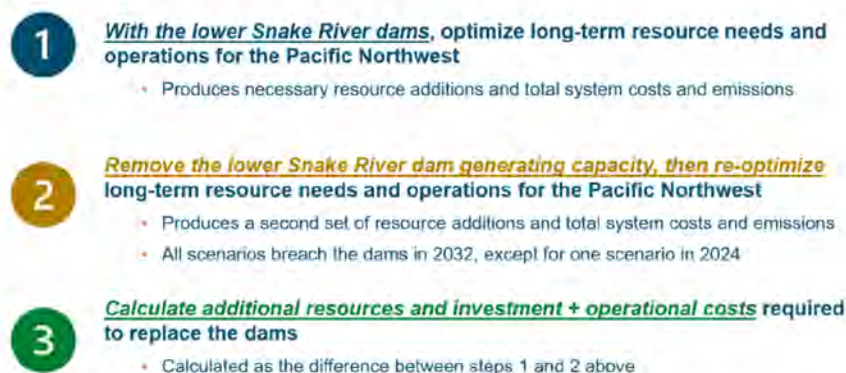 1
With the lower Snake River dams, optimize long-term resource needs and
operations for the Pacific Northwest
• Produces necessary resource additions and total system costs and emissions
2
Remove the lower Snake River dam generating capacity, then re-optimize
long-term resource needs and operations for the Pacific Northwest
• Produces a second set of resource additions and total system costs and emissions
• All scenarios breach the dams in 2032, except for one scenario in 2024
3
Calculate additional resources and investment + operational costs required
to replace the dams
• Calculated as the difference between steps 1 and 2 above